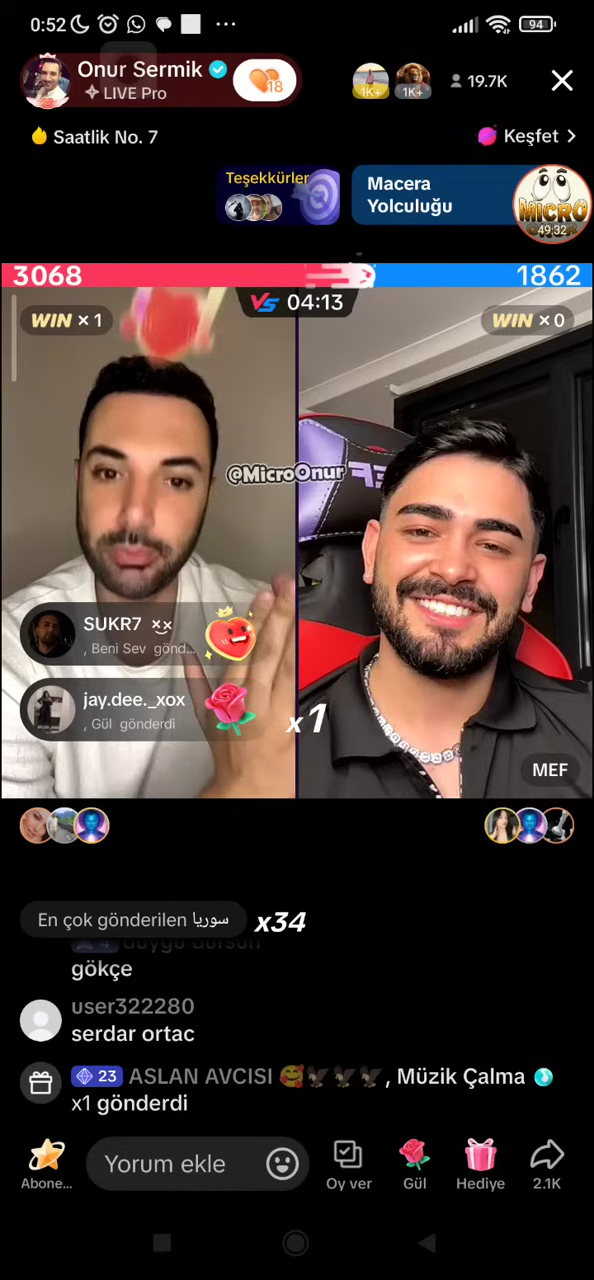 0:52
94
Onur Sermik
LIVE Pro
18
1K+
1K+
19.7K
Saatlik No. 7
Keşfet
Teşekkürler
Macera
Yolculuğu
MICRO
49:32
3068
1862
VS 04:13
WIN × 1
WIN × 0
@MicroOnur
SUKR7
, Beni Sev gönd...
jay.dee._xox
, Gül gönderdi
x1
MEF
En çok gönderilen سوريا x34
gökçe
user322280
serdar ortac
23 ASLAN AVCISI 🥰🦅🦅🦅, Müzik Çalma
x1 gönderdi
Abone...
Yorum ekle
Oy ver
Gül
Hediye
2.1K